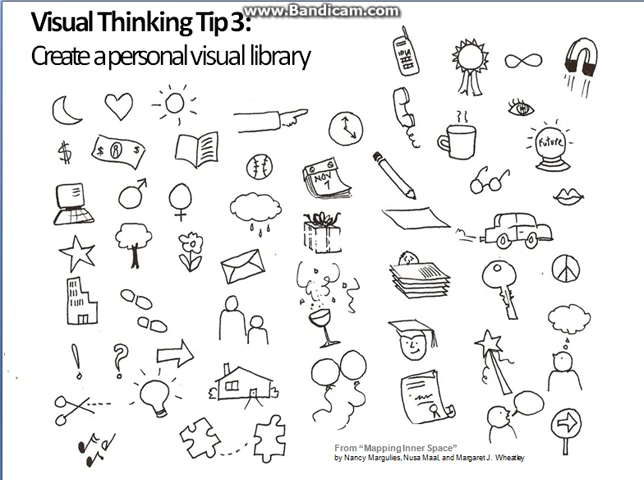 www.Bandicam.com
Visual Thinking Tip 3:
Create a personal visual library
$
$ R $
NOV
1
Future
!
?
From “Mapping Inner Space”
by Nancy Margulies, Nusa Maal, and Margaret J. Wheatley